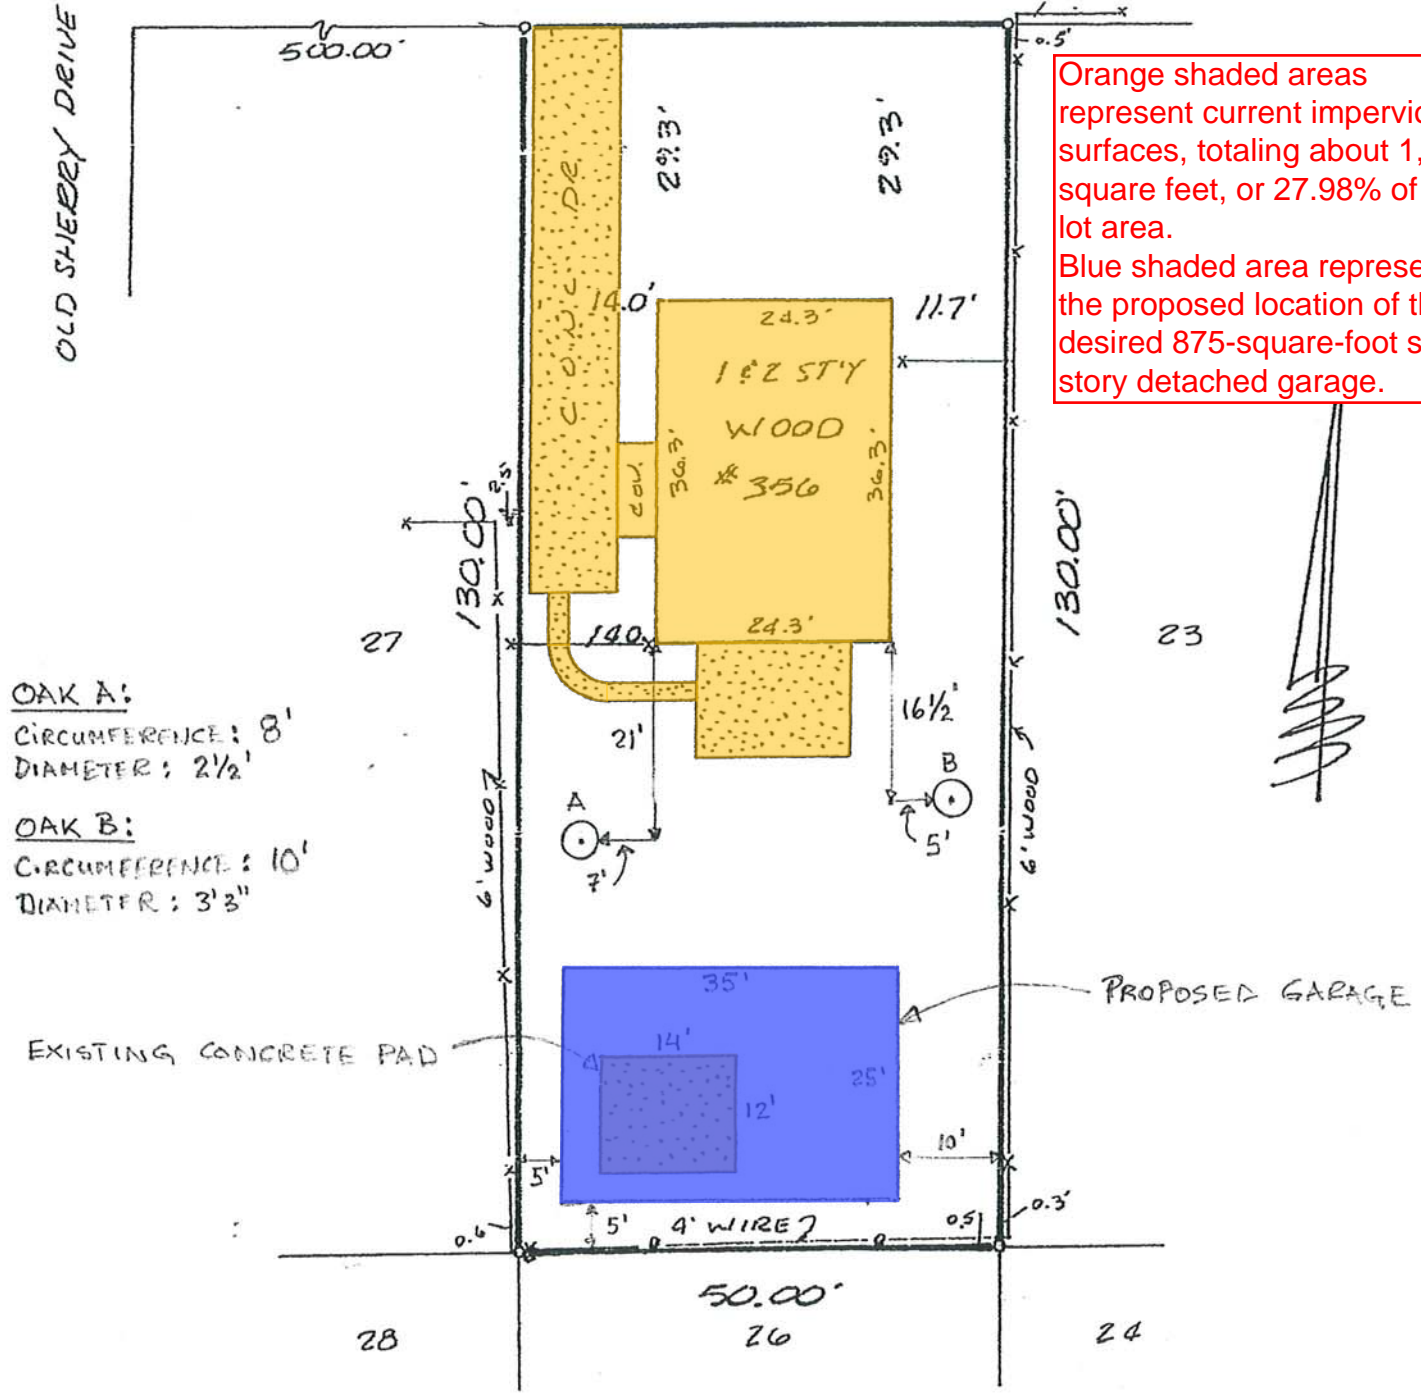 OLD SHERRY DRIVE
500.00'
0.5'
Orange shaded areas
represent current impervio
surfaces, totaling about 1,
square feet, or 27.98% of
lot area.
Blue shaded area represe
the proposed location of t
desired 875-square-foot s
story detached garage.
29.3'
29.3'
CONC. DR.
14.0'
24.3'
11.7'
1 & 2 STY
WOOD
# 356
36.3'
36.3'
COV.
2.5'
130.00'
130.00'
27
23
14.0
24.3'
OAK A:
CIRCUMFERENCE: 8'
DIAMETER: 2½'
OAK B:
CIRCUMFERENCE: 10'
DIAMETER: 3'3"
21'
16½'
A
B
7'
5'
6' WOOD
6' WOOD
35'
PROPOSED GARAGE
EXISTING CONCRETE PAD
14'
12'
25'
5'
10'
5'
4' WIRE
0.6
0.5
0.3'
50.00'
28
26
24